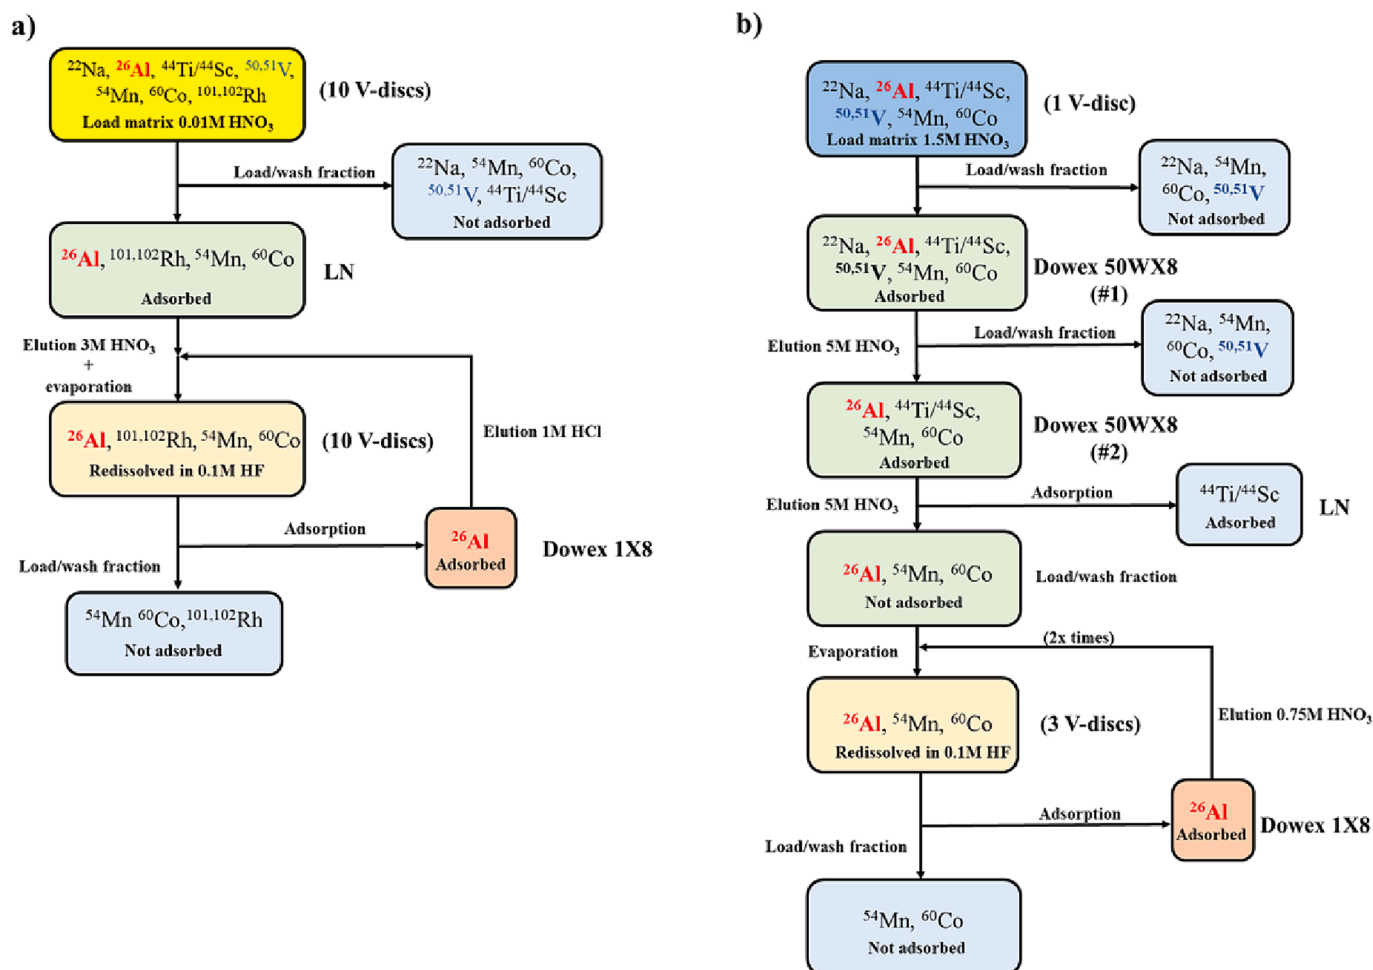 a)
²²Na, ²⁶Al, ⁴⁴Ti/⁴⁴Sc, ⁵⁰,⁵¹V,
⁵⁴Mn, ⁶⁰Co, ¹⁰¹,¹⁰²Rh
Load matrix 0.01M HNO₃
(10 V-discs)
Load/wash fraction
²²Na, ⁵⁴Mn, ⁶⁰Co,
⁵⁰,⁵¹V, ⁴⁴Ti/⁴⁴Sc
Not adsorbed
²⁶Al, ¹⁰¹,¹⁰²Rh, ⁵⁴Mn, ⁶⁰Co
Adsorbed
LN
Elution 3M HNO₃
+
evaporation
²⁶Al, ¹⁰¹,¹⁰²Rh, ⁵⁴Mn, ⁶⁰Co
Redissolved in 0.1M HF
(10 V-discs)
Elution 1M HCl
Adsorption
²⁶Al
Adsorbed
Dowex 1X8
Load/wash fraction
⁵⁴Mn ⁶⁰Co,¹⁰¹,¹⁰²Rh
Not adsorbed
b)
²²Na, ²⁶Al, ⁴⁴Ti/⁴⁴Sc,
⁵⁰,⁵¹V, ⁵⁴Mn, ⁶⁰Co
Load matrix 1.5M HNO₃
(1 V-disc)
Load/wash fraction
²²Na, ⁵⁴Mn,
⁶⁰Co, ⁵⁰,⁵¹V
Not adsorbed
²²Na, ²⁶Al, ⁴⁴Ti/⁴⁴Sc,
⁵⁰,⁵¹V, ⁵⁴Mn, ⁶⁰Co
Adsorbed
Dowex 50WX8
(#1)
Elution 5M HNO₃
Load/wash fraction
²²Na, ⁵⁴Mn,
⁶⁰Co, ⁵⁰,⁵¹V
Not adsorbed
²⁶Al, ⁴⁴Ti/⁴⁴Sc,
⁵⁴Mn, ⁶⁰Co
Adsorbed
Dowex 50WX8
(#2)
Elution 5M HNO₃
Adsorption
⁴⁴Ti/⁴⁴Sc
Adsorbed
LN
²⁶Al, ⁵⁴Mn, ⁶⁰Co
Not adsorbed
Load/wash fraction
Evaporation
(2x times)
²⁶Al, ⁵⁴Mn, ⁶⁰Co
Redissolved in 0.1M HF
(3 V-discs)
Elution 0.75M HNO₃
Adsorption
²⁶Al
Adsorbed
Dowex 1X8
Load/wash fraction
⁵⁴Mn, ⁶⁰Co
Not adsorbed